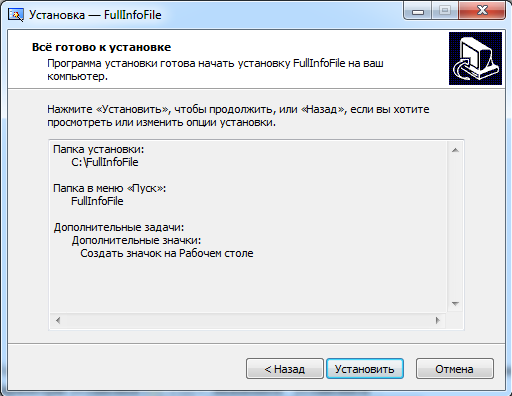 Установка — FullInfoFile
Всё готово к установке
Программа установки готова начать установку FullInfoFile на ваш
компьютер.
Нажмите «Установить», чтобы продолжить, или «Назад», если вы хотите
просмотреть или изменить опции установки.
Папка установки:
C:\FullInfoFile
Папка в меню «Пуск»:
FullInfoFile
Дополнительные задачи:
Дополнительные значки:
Создать значок на Рабочем столе
< Назад
Установить
Отмена